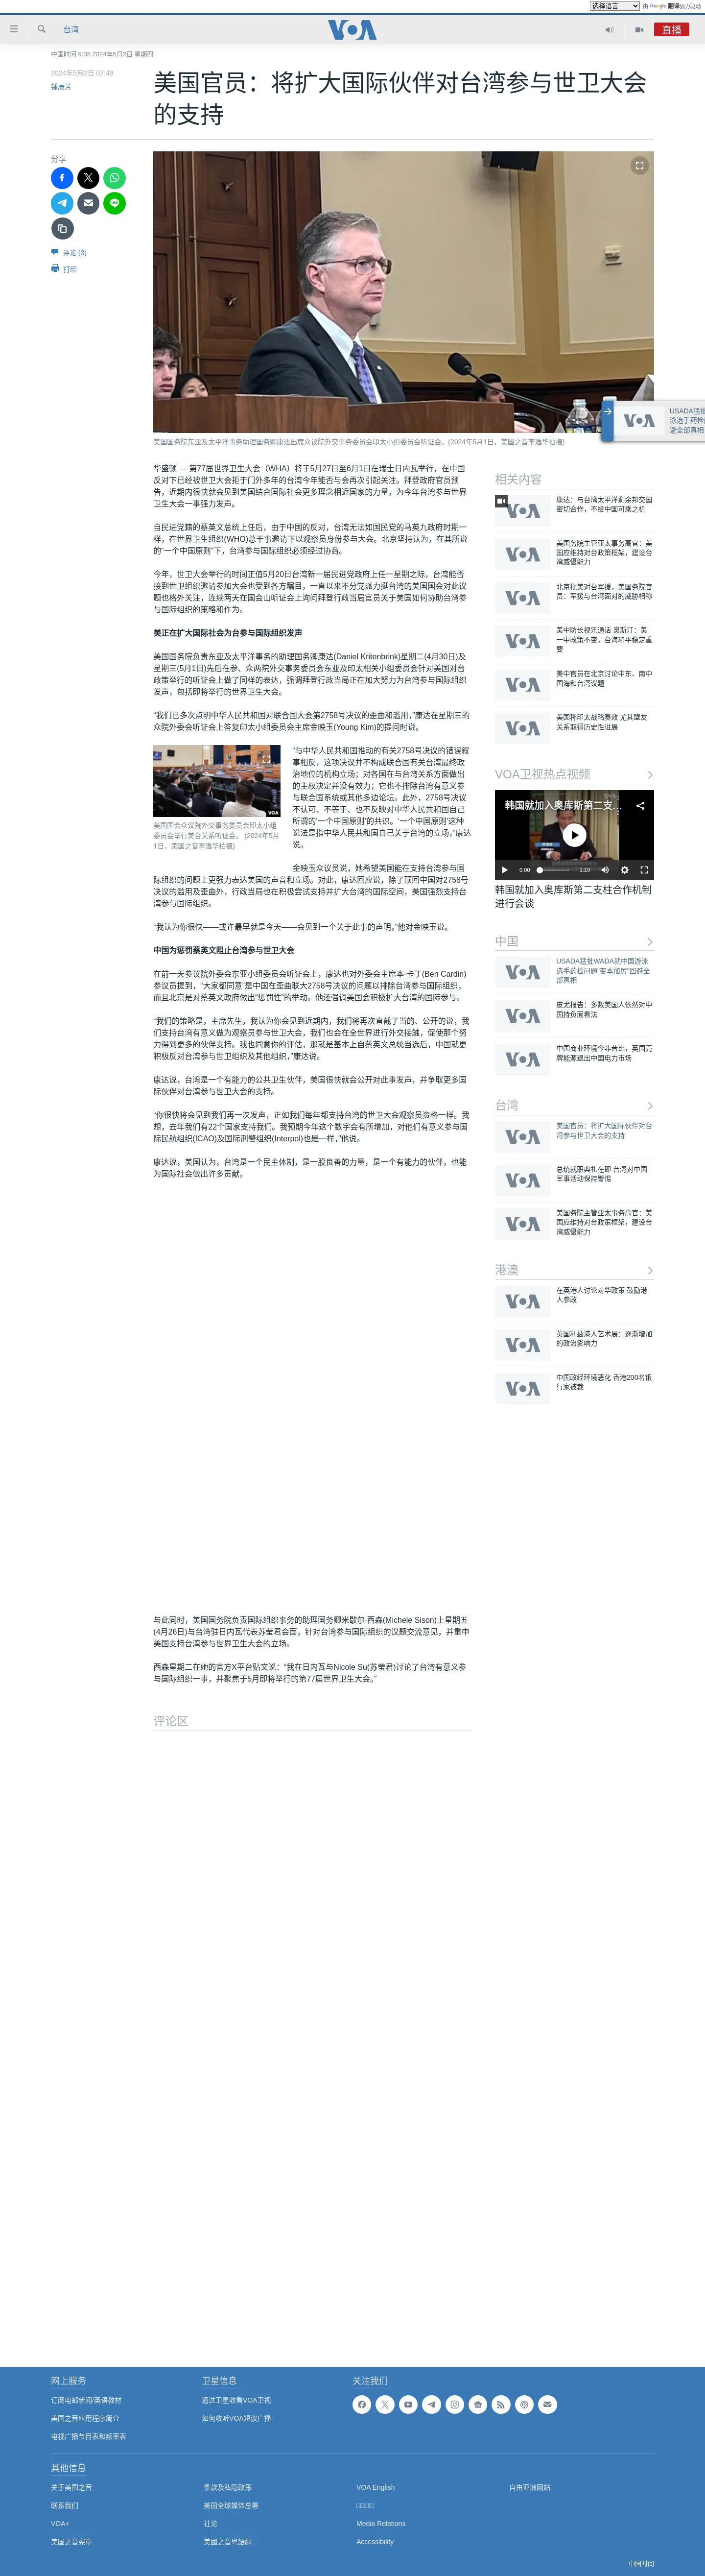 选择语言 由 Google 翻译强力驱动
台湾
VOA
直播
中国时间 9:35 2024年5月2日 星期四
2024年5月2日 07:49
锺辰芳
美国官员：将扩大国际伙伴对台湾参与世卫大会
的支持
分享
评论 (3)
打印
美国国务院东亚及太平洋事务助理国务卿康达出席众议院外交事务委员会印太小组委员会听证会。(2024年5月1日，美国之音李逸华拍摄)
USADA猛批
泳选手药检
避全部真相
华盛顿 — 第77届世界卫生大会（WHA）将于5月27日至6月1日在瑞士日内瓦举行，在中国
反对下已经被世卫大会拒于门外多年的台湾今年能否与会再次引起关注。拜登政府官员预
告，近期内很快就会见到美国结合国际社会更多理念相近国家的力量，为今年台湾参与世界
卫生大会一事强力发声。
自民进党籍的蔡英文总统上任后，由于中国的反对，台湾无法如国民党的马英九政府时期一
样，在世界卫生组织(WHO)总干事邀请下以观察员身份参与大会。北京坚持认为，在其所说
的“一个中国原则”下，台湾参与国际组织必须经过协商。
今年，世卫大会举行的时间正值5月20日台湾新一届民进党政府上任一星期之际，台湾能否
接到世卫组织邀请参加大会也受到各方瞩目，一直以来不分党派力挺台湾的美国国会对此议
题也格外关注，连续两天在国会山听证会上询问拜登行政当局官员关于美国如何协助台湾参
与国际组织的策略和作为。
美正在扩大国际社会为台参与国际组织发声
美国国务院负责东亚及太平洋事务的助理国务卿康达(Daniel Kritenbrink)星期二(4月30日)及
星期三(5月1日)先后在参、众两院外交事务委员会东亚及印太相关小组委员会针对美国对台
政策举行的听证会上做了同样的表达，强调拜登行政当局正在加大努力为台湾参与国际组织
发声，包括即将举行的世界卫生大会。
“我们已多次点明中华人民共和国对联合国大会第2758号决议的歪曲和滥用，”康达在星期三的
众院外委会听证会上答复印太小组委员会主席金映玉(Young Kim)的提问时说。
“与中华人民共和国推动的有关2758号决议的错误叙
事相反，这项决议并不构成联合国有关台湾最终政
治地位的机构立场；对各国在与台湾关系方面做出
的主权决定并没有效力；它也不排除台湾有意义参
与联合国系统或其他多边论坛。此外，2758号决议
不认可、不等同于、也不反映对中华人民共和国自己
所谓的‘一个中国原则’的共识。‘一个中国原则’这种
说法是指中华人民共和国自己关于台湾的立场，”康达
说。
VOA
美国国会众议院外交事务委员会印太小组
委员会举行美台关系听证会。 (2024年5月
1日，美国之音李逸华拍摄)
金映玉众议员说，她希望美国能在支持台湾参与国
际组织的问题上更强力表达美国的声音和立场。对此，康达回应说，除了顶回中国对2758号
决议的滥用及歪曲外，行政当局也在积极尝试支持并扩大台湾的国际空间，美国强烈支持台
湾参与国际组织。
“我认为你很快——或许最早就是今天——会见到一个关于此事的声明，”他对金映玉说。
中国为惩罚蔡英文阻止台湾参与世卫大会
在前一天参议院外委会东亚小组委员会听证会上，康达也对外委会主席本·卡丁(Ben Cardin)
参议员提到，“大家都同意”是中国在歪曲联大2758号决议的问题以排除台湾参与国际组织，
而且北京是对蔡英文政府做出“惩罚性”的举动。他还强调美国会积极扩大台湾的国际参与。
“我们的策略是，主席先生，我认为你会见到近期内，我们将再次直截了当的、公开的说，我
们支持台湾有意义做为观察员参与世卫大会，我们也会在全世界进行外交接触，促使那个努
力得到更多的伙伴支持。我也同意你的评估，那就是基本上自蔡英文总统当选后，中国就更
积极反对台湾参与世卫组织及其他组织，”康达说。
康达说，台湾是一个有能力的公共卫生伙伴，美国很快就会公开对此事发声，并争取更多国
际伙伴对台湾参与世卫大会的支持。
“你很快将会见到我们再一次发声，正如我们每年都支持台湾的世卫大会观察员资格一样。我
想，去年我们有22个国家支持我们。我预期今年这个数字会有所增加，对他们有意义参与国
际民航组织(ICAO)及国际刑警组织(Interpol)也是一样，”他说。
康达说，美国认为，台湾是一个民主体制，是一股良善的力量，是一个有能力的伙伴，也能
为国际社会做出许多贡献。
与此同时，美国国务院负责国际组织事务的助理国务卿米歇尔·西森(Michele Sison)上星期五
(4月26日)与台湾驻日内瓦代表苏莹君会面，针对台湾参与国际组织的议题交流意见，并重申
美国支持台湾参与世界卫生大会的立场。
西森星期二在她的官方X平台贴文说：“我在日内瓦与Nicole Su(苏莹君)讨论了台湾有意义参
与国际组织一事，并聚焦于5月即将举行的第77届世界卫生大会。”
评论区
相关内容
VOA
康达：与台湾太平洋剩余邦交国
密切合作，不给中国可乘之机
VOA
美国务院主管亚太事务高官：美
国应维持对台政策框架，建设台
湾威慑能力
VOA
北京批美对台军援，美国务院官
员：军援与台湾面对的威胁相称
VOA
美中防长视讯通话 奥斯汀：美
一中政策不变，台海和平稳定重
要
VOA
美中官员在北京讨论中东、南中
国海和台湾议题
VOA
美国称印太战略奏效 尤其盟友
关系取得历史性进展
VOA卫视热点视频
韩国就加入奥库斯第二支…
0:00 1:19
韩国就加入奥库斯第二支柱合作机制
进行会谈
中国
VOA
USADA猛批WADA就中国游泳
选手药检问题“变本加厉”回避全
部真相
VOA
皮尤报告：多数美国人依然对中
国持负面看法
VOA
中国商业环境今非昔比，英国壳
牌能源退出中国电力市场
台湾
VOA
美国官员：将扩大国际伙伴对台
湾参与世卫大会的支持
VOA
总统就职典礼在即 台湾对中国
军事活动保持警惕
VOA
美国务院主管亚太事务高官：美
国应维持对台政策框架，建设台
湾威慑能力
港澳
VOA
在英港人讨论对华政策 鼓励港
人参政
VOA
英国利兹港人艺术展：逐渐增加
的政治影响力
VOA
中国政经环境恶化 香港200名银
行家被裁
网上服务
订阅电邮新闻/英语教材
美国之音应用程序简介
电视广播节目表和频率表
卫星信息
通过卫星收看VOA卫视
如何收听VOA短波广播
关注我们
其他信息
关于美国之音
联系我们
VOA+
美国之音宪章
条款及私隐政策
美国全球媒体总署
社论
美國之音粵語網
VOA English
Media Relations
Accessibility
自由亚洲网站
中国时间